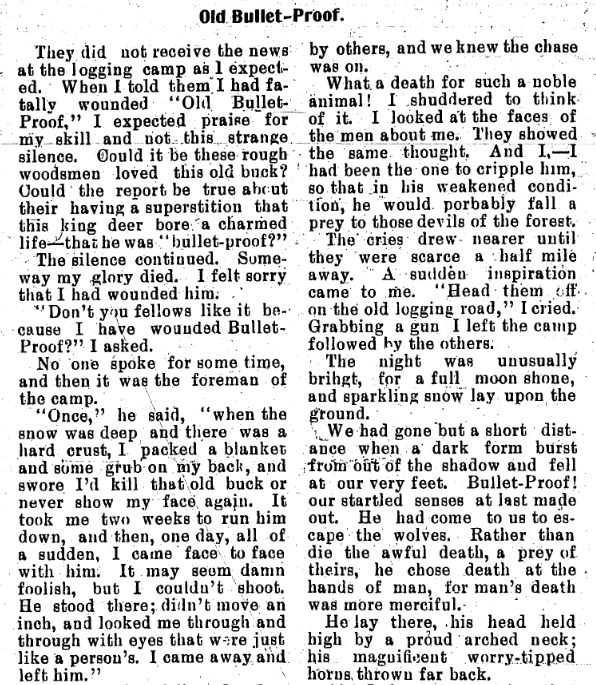 Old Bullet-Proof.
They did not receive the news
at the logging camp as I expect-
ed. When I told them I had fa-
tally wounded "Old Bullet-
Proof," I expected praise for
my skill and not this strange
silence. Could it be these rough
woodsmen loved this old buck?
Could the report be true about
their having a superstition that
this king deer bore a charmed
life—that he was "bullet-proof?"
The silence continued. Some-
way my glory died. I felt sorry
that I had wounded him.
"Don't you fellows like it be-
cause I have wounded Bullet-
Proof?" I asked.
No one spoke for some time,
and then it was the foreman of
the camp.
"Once," he said, "when the
snow was deep and there was a
hard crust, I packed a blanket
and some grub on my back, and
swore I'd kill that old buck or
never show my face again. It
took me two weeks to run him
down, and then, one day, all of
a sudden, I came face to face
with him. It may seem damn
foolish, but I couldn't shoot.
He stood there; didn't move an
inch, and looked me through and
through with eyes that were just
like a person's. I came away and
left him."
by others, and we knew the chase
was on.
What a death for such a noble
animal! I shuddered to think
of it. I looked at the faces of
the men about me. They showed
the same thought. And I,—I
had been the one to cripple him,
so that in his weakened condi-
tion, he would porbably fall a
prey to those devils of the forest.
The cries drew nearer until
they were scarce a half mile
away. A sudden inspiration
came to me. "Head them off
on the old logging road," I cried.
Grabbing a gun I left the camp
followed by the others.
The night was unusually
brihgt, for a full moon shone,
and sparkling snow lay upon the
ground.
We had gone but a short dist-
ance when a dark form burst
from out of the shadow and fell
at our very feet. Bullet-Proof!
our startled senses at last made
out. He had come to us to es-
cape the wolves. Rather than
die the awful death, a prey of
theirs, he chose death at the
hands of man, for man's death
was more merciful.
He lay there, his head held
high by a proud arched neck;
his magnificent worry-tipped
horns thrown far back.